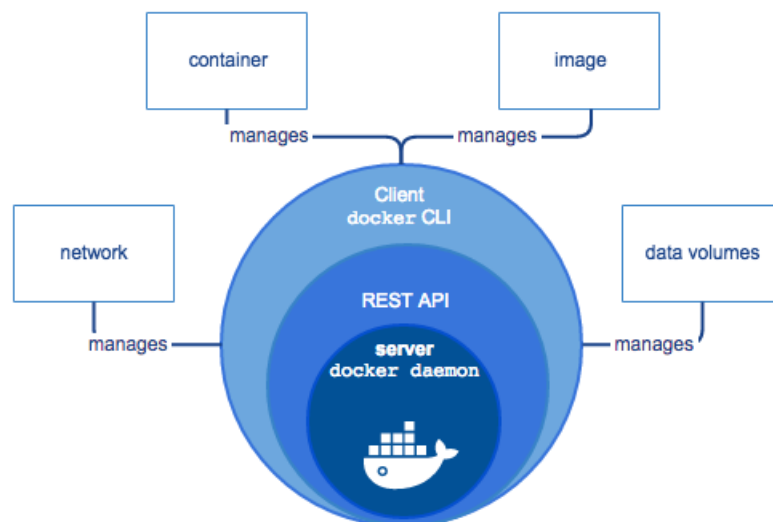 container
image
manages
manages
Client
docker CLI
network
data volumes
REST API
manages
server
manages
docker daemon